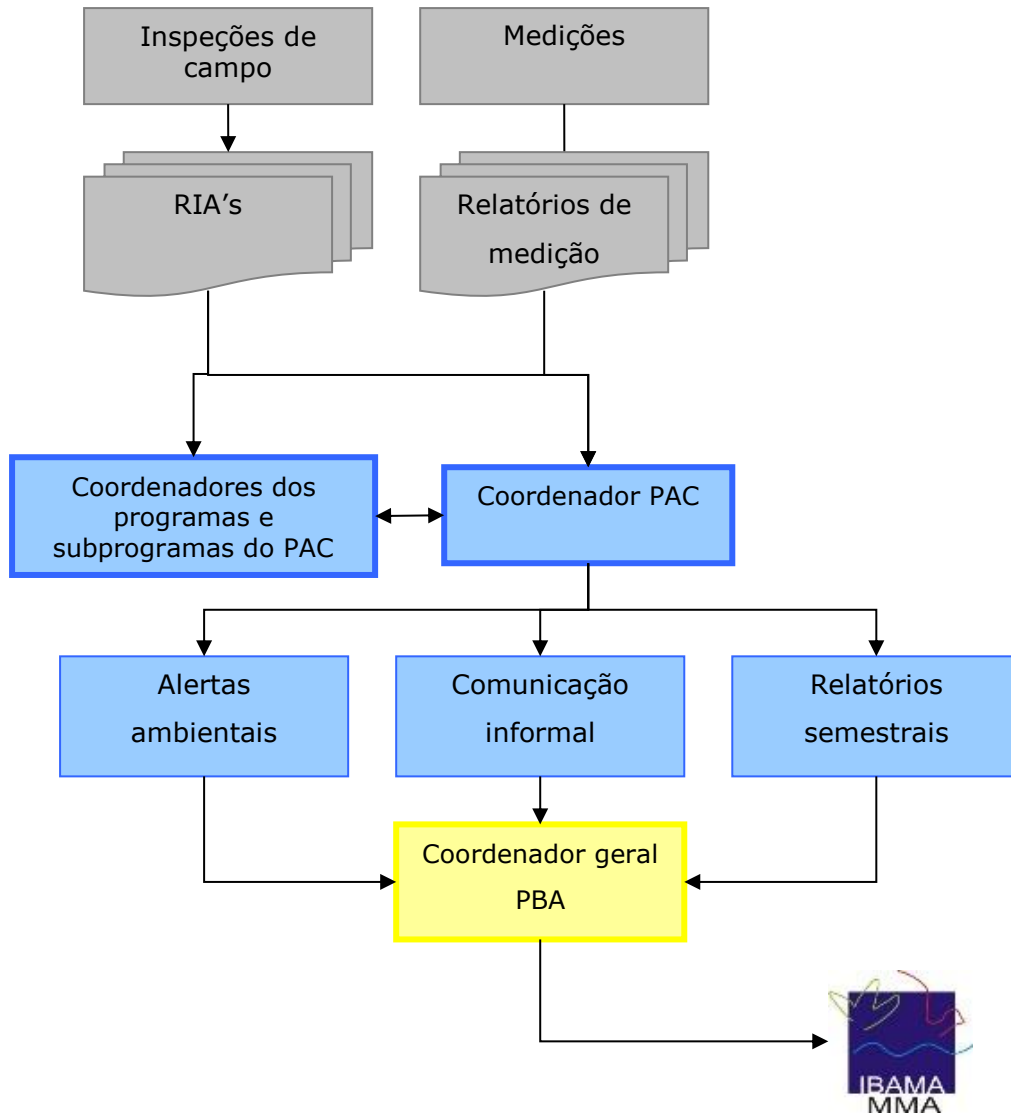 Inspeções de
campo
Medições
RIA’s
Relatórios de
medição
Coordenadores dos
programas e
subprogramas do PAC
Coordenador PAC
Alertas
ambientais
Comunicação
informal
Relatórios
semestrais
Coordenador geral
PBA
IBAMA
MMA